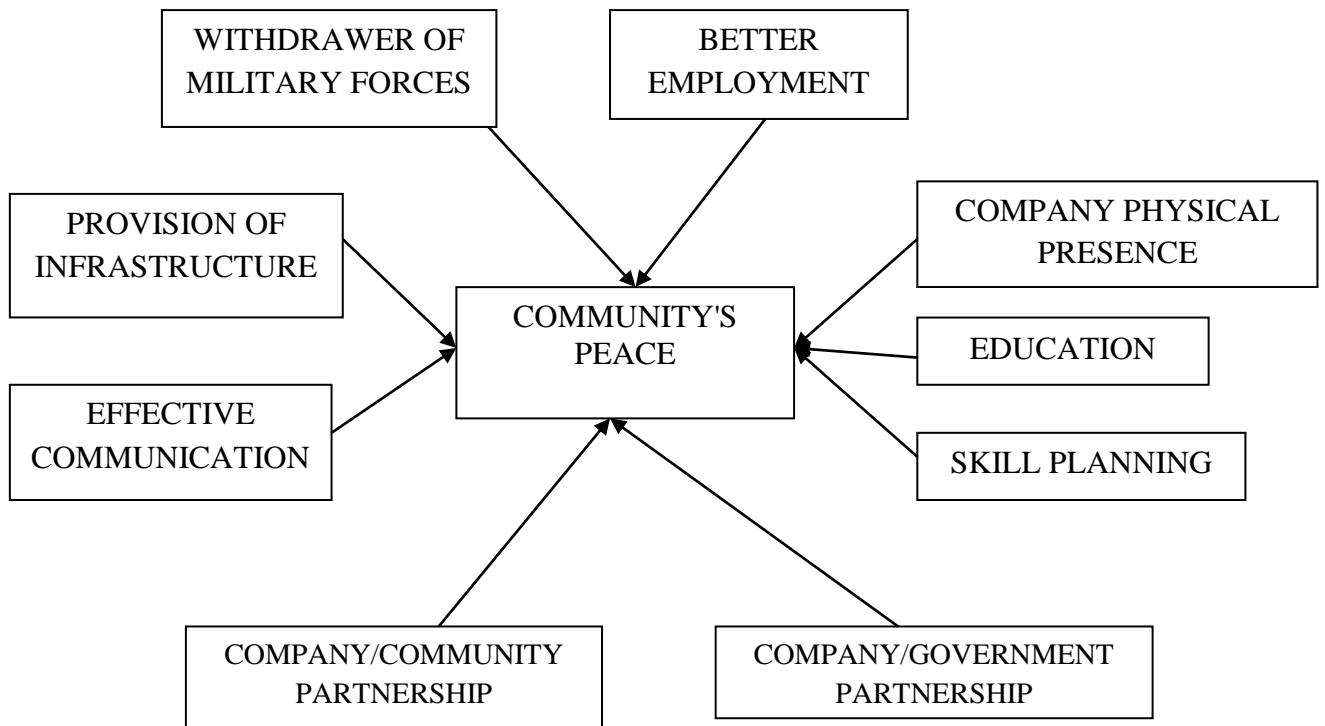 WITHDRAWER OF
MILITARY FORCES
BETTER
EMPLOYMENT
PROVISION OF
INFRASTRUCTURE
COMPANY PHYSICAL
PRESENCE
COMMUNITY'S
PEACE
EDUCATION
EFFECTIVE
COMMUNICATION
SKILL PLANNING
COMPANY/COMMUNITY
PARTNERSHIP
COMPANY/GOVERNMENT
PARTNERSHIP